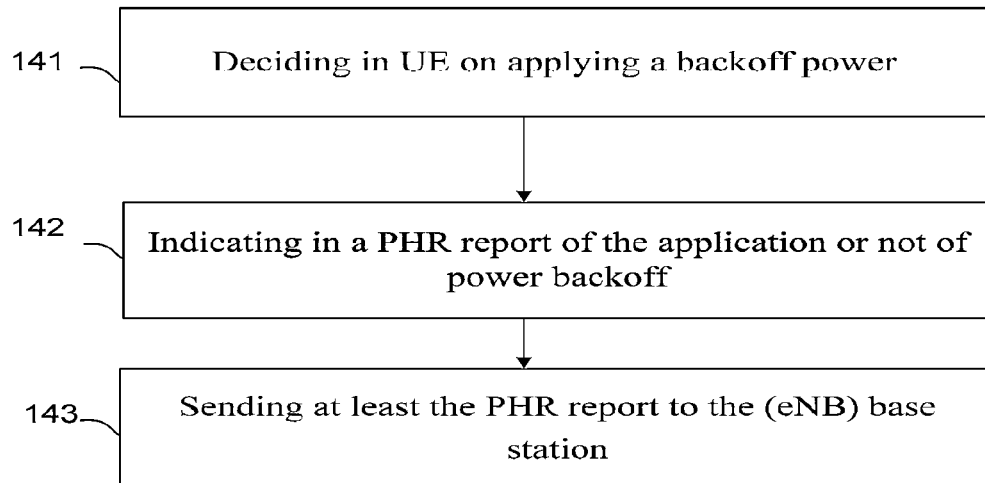 141
Deciding in UE on applying a backoff power
142
Indicating in a PHR report of the application or not of
power backoff
143
Sending at least the PHR report to the (eNB) base
station